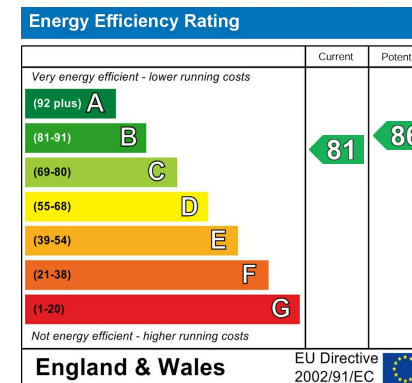 Energy Efficiency Rating
Current
Potent
Very energy efficient - lower running costs
(92 plus) A
(81-91) B
(69-80) C
(55-68) D
(39-54) E
(21-38) F
(1-20) G
81
86
Not energy efficient - higher running costs
England & Wales
EU Directive
2002/91/EC